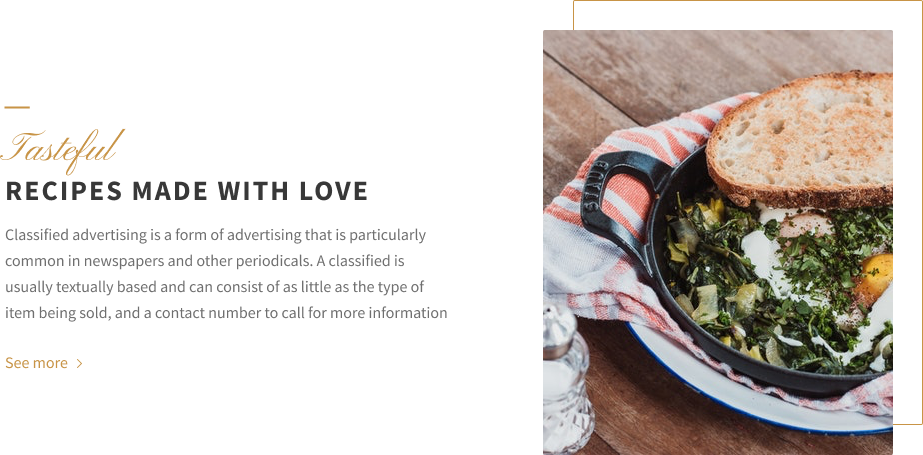 Tasteful
RECIPES MADE WITH LOVE
Classified advertising is a form of advertising that is particularly
common in newspapers and other periodicals. A classified is
usually textually based and can consist of as little as the type of
item being sold, and a contact number to call for more information
See more